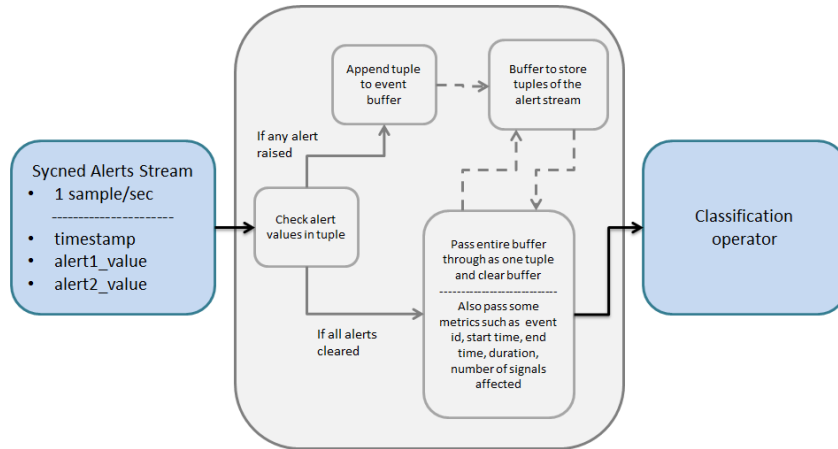 Sycned Alerts Stream
• 1 sample/sec
----------------------
• timestamp
• alert1_value
• alert2_value
Check alert
values in tuple
If any alert
raised
Append tuple
to event
buffer
Buffer to store
tuples of the
alert stream
If all alerts
cleared
Pass entire buffer
through as one tuple
and clear buffer
----------------------------
Also pass some
metrics such as event
id, start time, end
time, duration,
number of signals
affected
Classification
operator